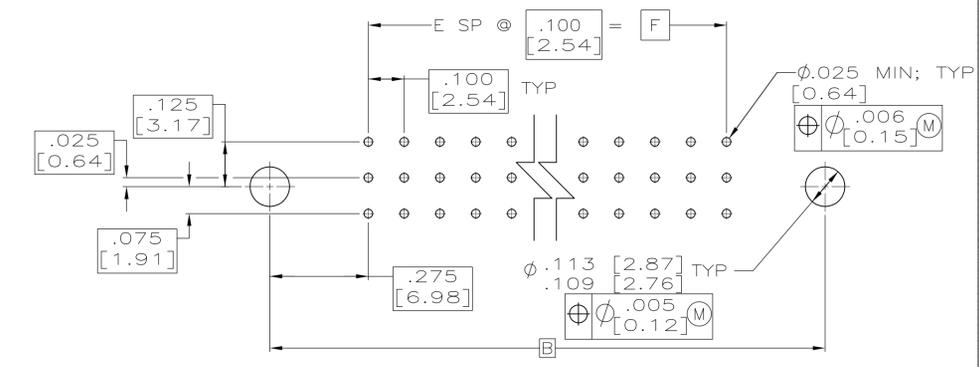 E SP @ .100 = F
[2.54]
.100 TYP
[2.54]
Ø.025 MIN; TYP
[0.64]
⌖ Ø .006 Ⓜ
[0.15]
.125
[3.17]
.025
[0.64]
.075
[1.91]
.275
[6.98]
Ø .113 [2.87] TYP
.109 [2.76]
⌖ Ø .005 Ⓜ
[0.12]
B